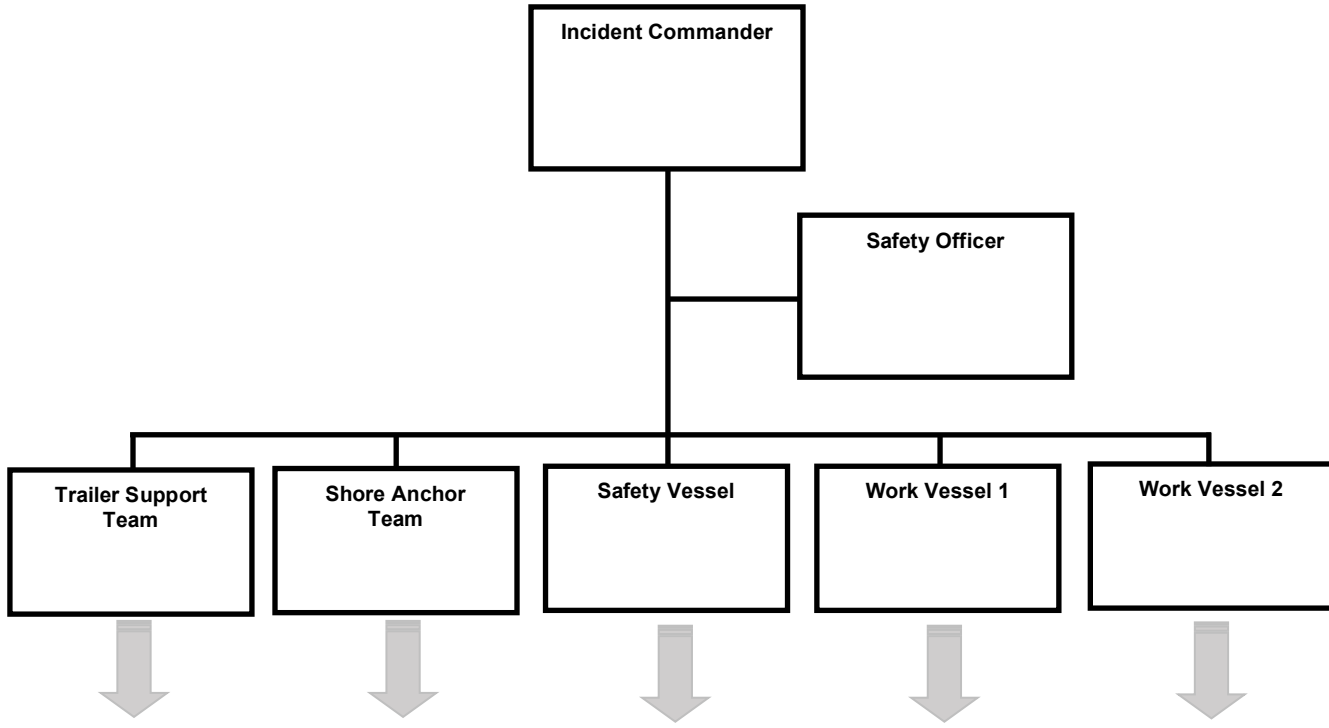 Incident Commander
Safety Officer
Trailer Support
Team
Shore Anchor
Team
Safety Vessel
Work Vessel 1
Work Vessel 2